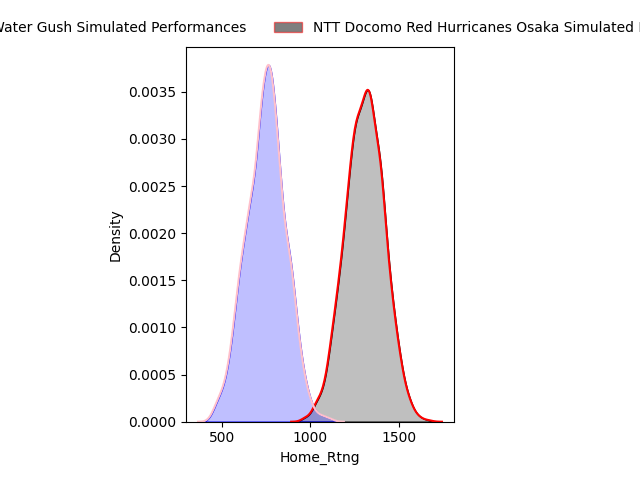 Water Gush Simulated Performances
NTT Docomo Red Hurricanes Osaka Simulated
0.0035
0.0030
0.0025
0.0020
0.0015
0.0010
0.0005
0.0000
Density
500 1000 1500
Home_Rtng